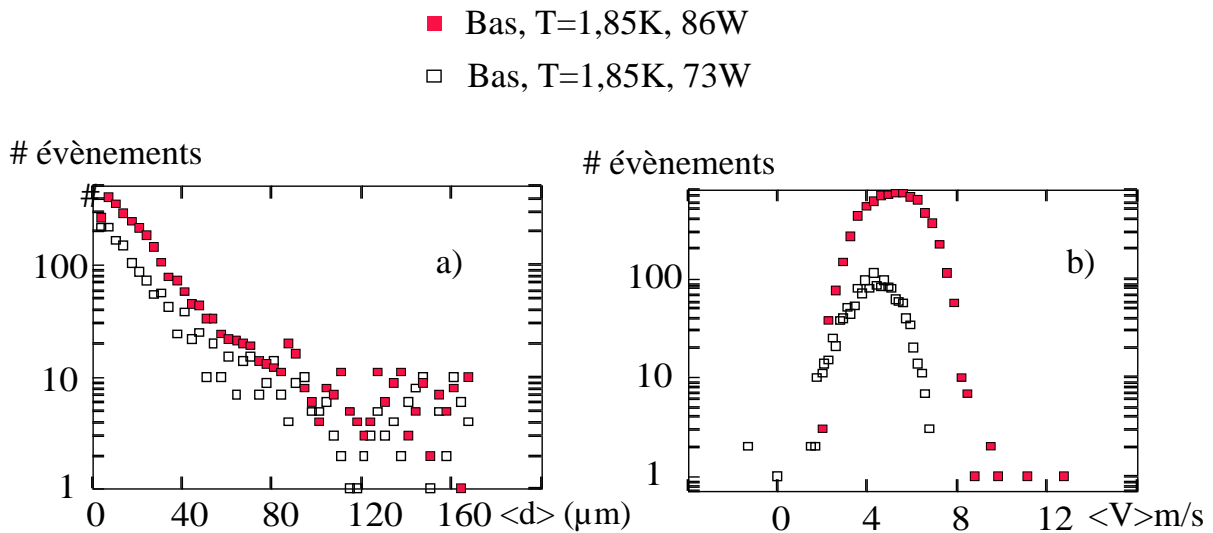 Bas, T=1,85K, 86W
Bas, T=1,85K, 73W
# évènements
# évènements
#
100
10
1
a)
0 40 80 120 160 <d> (µm)
100
10
1
b)
0 4 8 12 <V>m/s